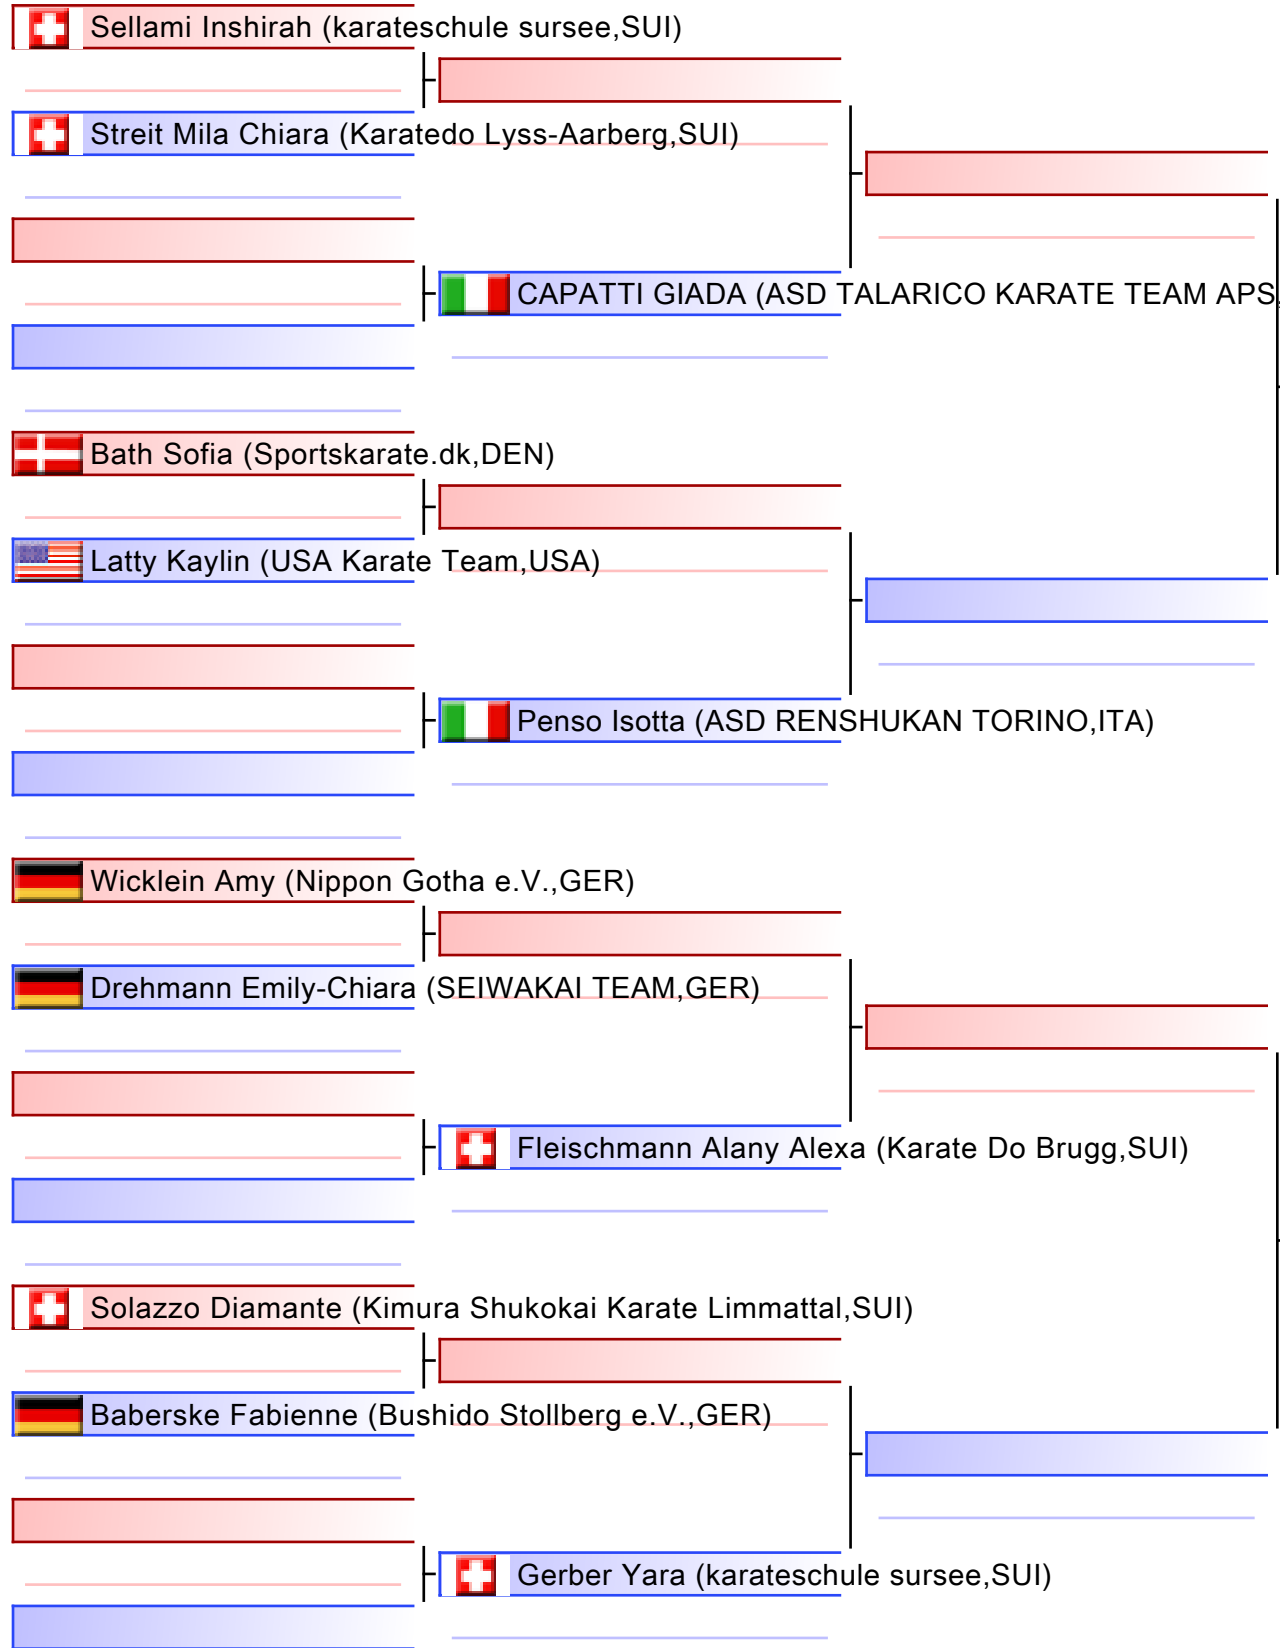 Sellami Inshirah (karateschule sursee,SUI)
Streit Mila Chiara (Karatedo Lyss-Aarberg,SUI)
CAPATTI GIADA (ASD TALARICO KARATE TEAM APS,
Bath Sofia (Sportskarate.dk,DEN)
Latty Kaylin (USA Karate Team,USA)
Penso Isotta (ASD RENSHUKAN TORINO,ITA)
Wicklein Amy (Nippon Gotha e.V.,GER)
Drehmann Emily-Chiara (SEIWAKAI TEAM,GER)
Fleischmann Alany Alexa (Karate Do Brugg,SUI)
Solazzo Diamante (Kimura Shukokai Karate Limmattal,SUI)
Baberske Fabienne (Bushido Stollberg e.V.,GER)
Gerber Yara (karateschule sursee,SUI)